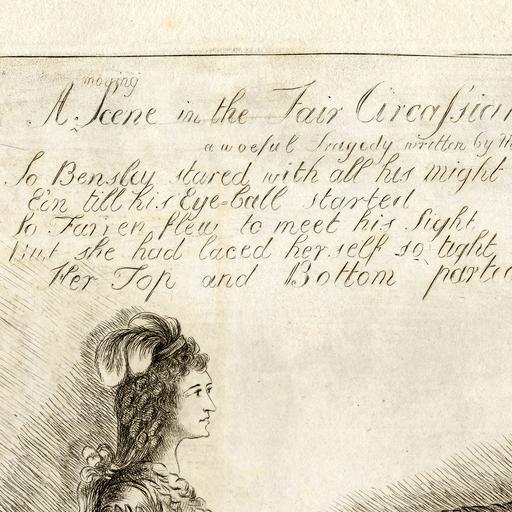 moving
A Scene in the Fair Circaſsian
a woeful Tragedy written by
So Bensley stared with all his might
E'en till his Eye-ball started
So Farren flew to meet his Sight
But she had laced her self so tight
Her Top and Bottom parted